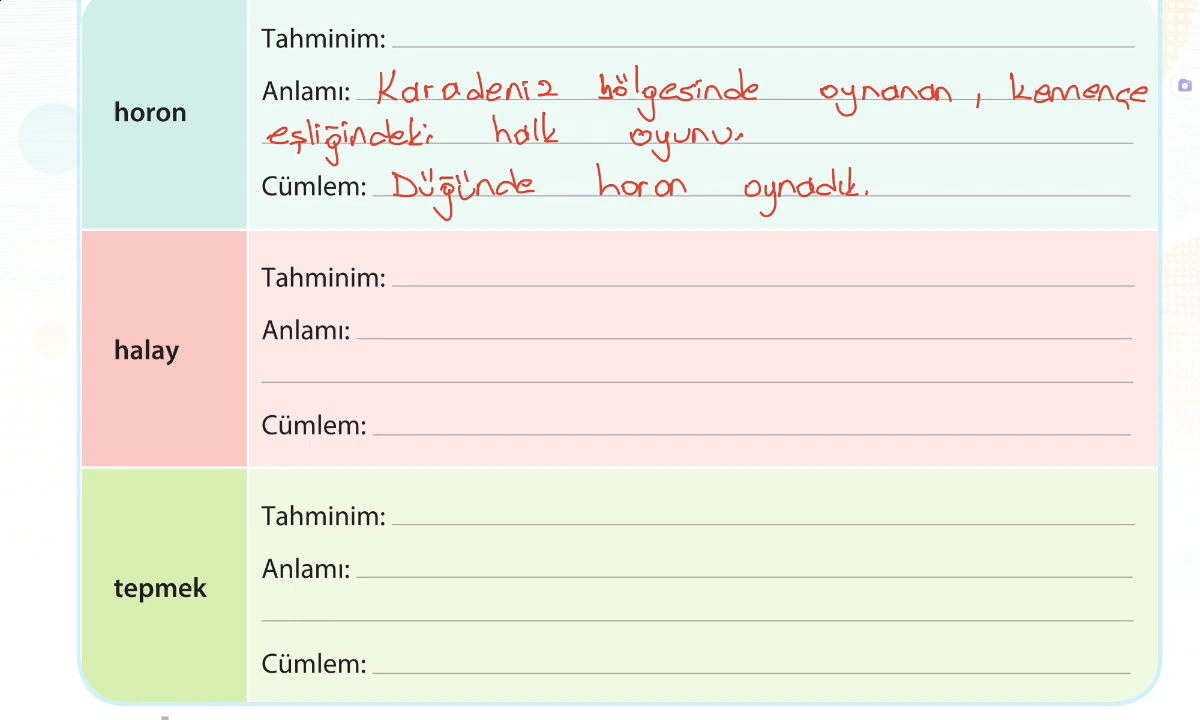 Tahminim:
horon
Anlamı: Karadeniz bölgesinde oynanan, kemençe
eşliğindeki halk oyunu.
Cümlem: Düğünde horon oynadık.
Tahminim:
halay
Anlamı:
Cümlem:
Tahminim:
tepmek
Anlamı:
Cümlem: